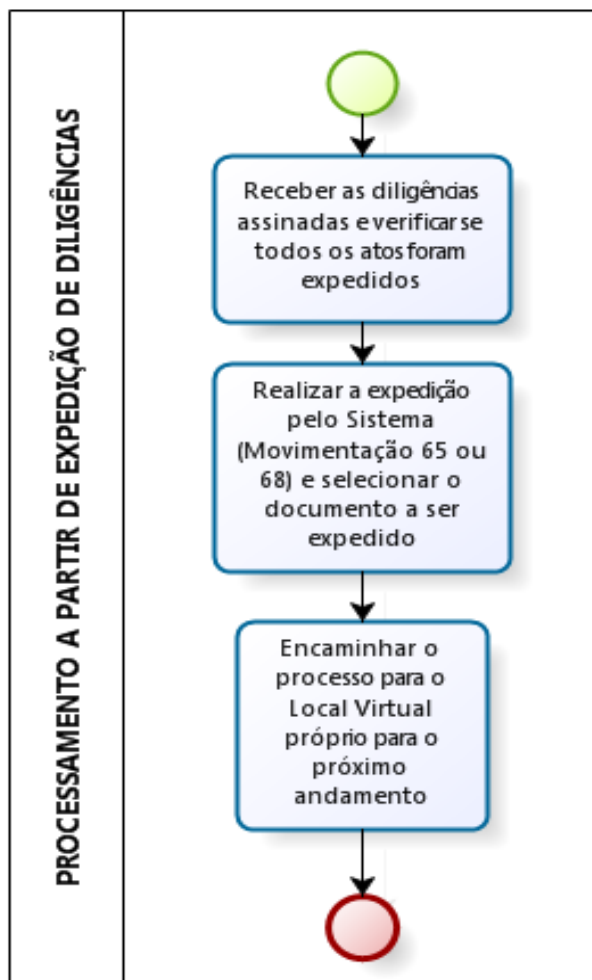 PROCESSAMENTO A PARTIR DE EXPEDIÇÃO DE DILIGÊNCIAS
Receber as diligências
assinadas e verificar se
todos os atos foram
expedidos
Realizar a expedição
pelo Sistema
(Movimentação 65 ou
68) e selecionar o
documento a ser
expedido
Encaminhar o
processo para o
Local Virtual
próprio para o
próximo
andamento